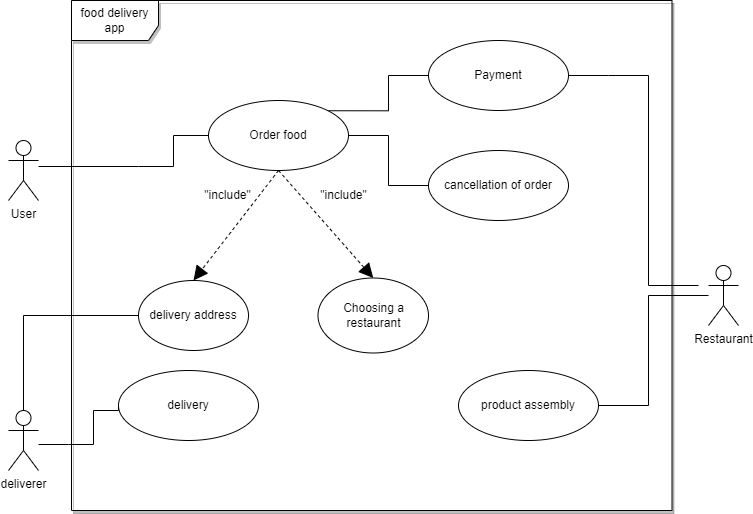 food delivery
app
Payment
Order food
cancellation of order
"include"
"include"
User
delivery address
Choosing a
restaurant
Restaurant
delivery
product assembly
deliverer